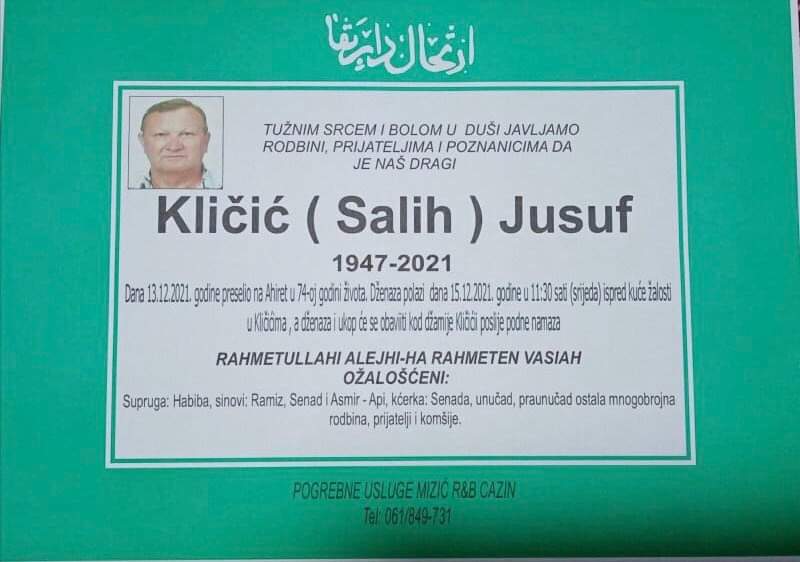 ارتحال دار بقا
TUŽNIM SRCEM I BOLOM U DUŠI JAVLJAMO
RODBINI, PRIJATELJIMA I POZNANICIMA DA
JE NAŠ DRAGI
Kličić ( Salih ) Jusuf
1947-2021
Dana 13.12.2021. godine preselio na Ahiret u 74-oj godini života. Dženaza polazi dana 15.12.2021. godine u 11:30 sati (srijeda) ispred kuće žalosti
u Kličićima , a dženaza i ukop će se obaviti kod džamije Kličići poslije podne namaza
RAHMETULLAHI ALEJHI-HA RAHMETEN VASIAH
OŽALOŠĆENI:
Supruga: Habiba, sinovi: Ramiz, Senad i Asmir - Api, kćerka: Senada, unučad, praunučad ostala mnogobrojna
rodbina, prijatelji i komšije.
POGREBNE USLUGE MIZIĆ R&B CAZIN
Tel: 061/849-731